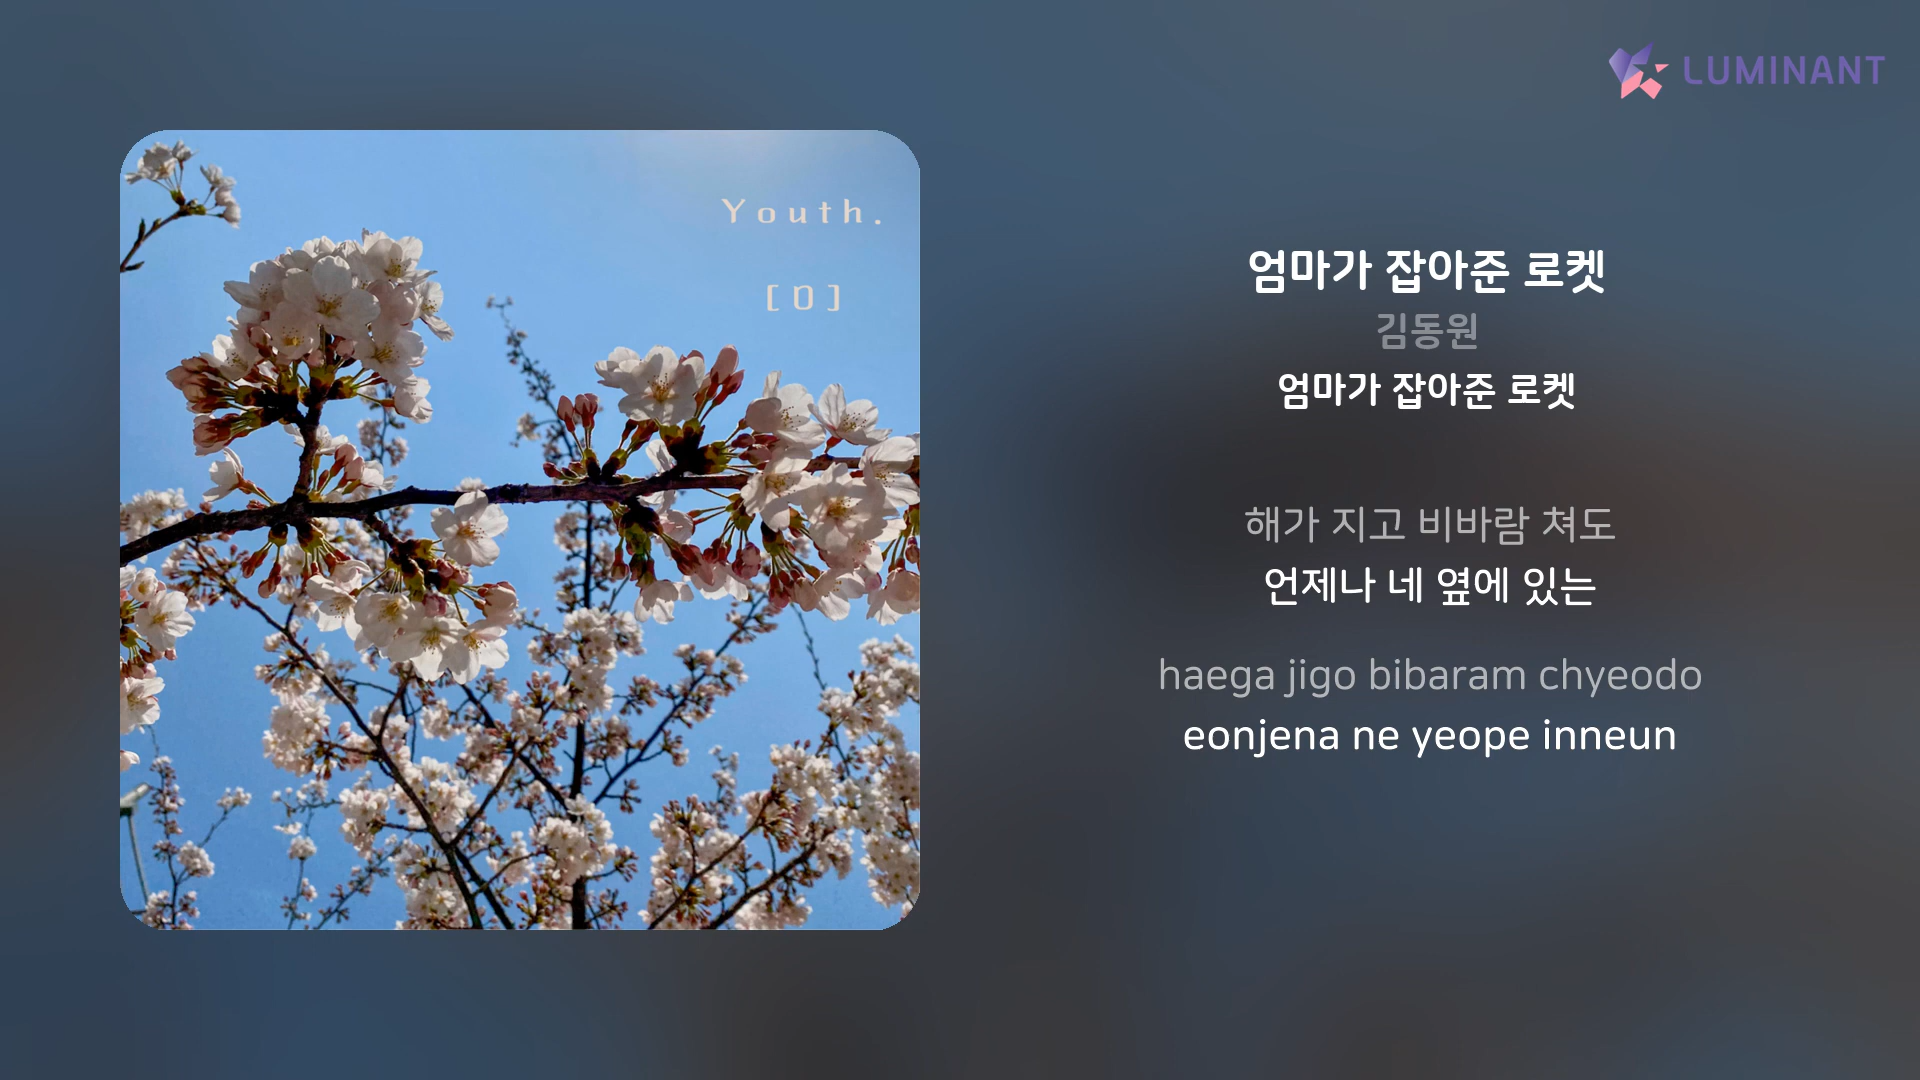 LUMINANT
Youth.
[0]
엄마가 잡아준 로켓
김동원
엄마가 잡아준 로켓
해가 지고 비바람 쳐도
언제나 네 옆에 있는
haega jigo bibaram chyeodo
eonjena ne yeope inneun